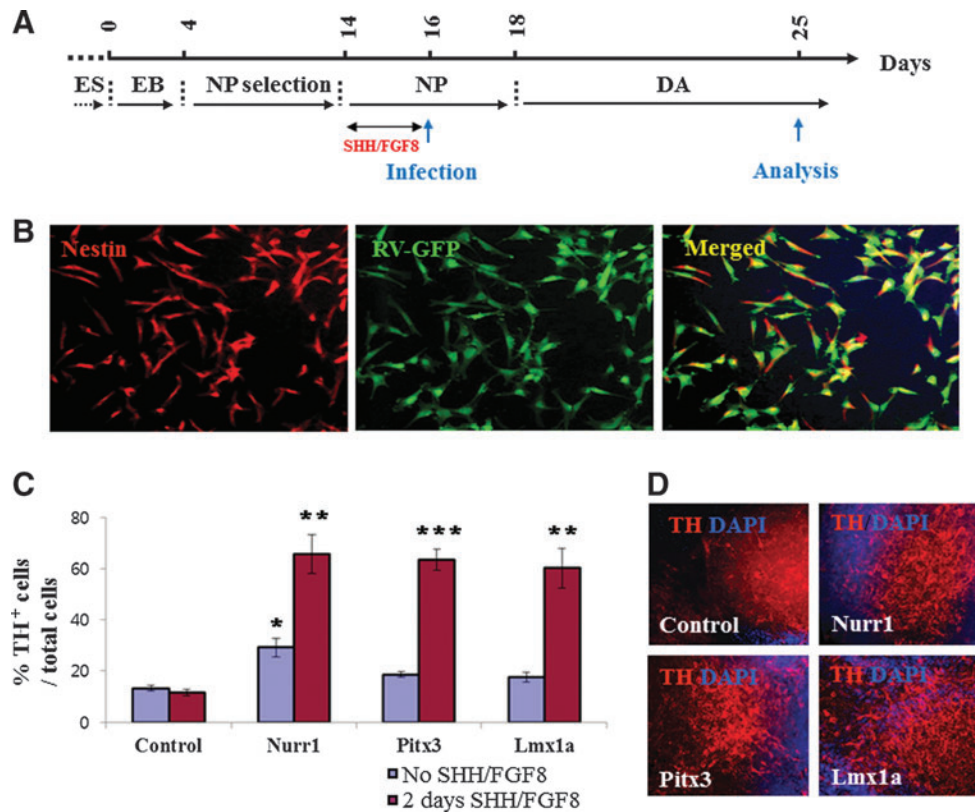 A
0 4 14 16 18 25
Days
ES EB NP selection NP DA
SHH/FGF8
Infection Analysis
B
Nestin RV-GFP Merged
C
% TH+ cells
/ total cells
80
60
40
20
0
* ** *** **
Control Nurr1 Pitx3 Lmx1a
No SHH/FGF8
2 days SHH/FGF8
D
TH DAPI TH/DAPI
Control Nurr1
TH DAPI TH DAPI
Pitx3 Lmx1a